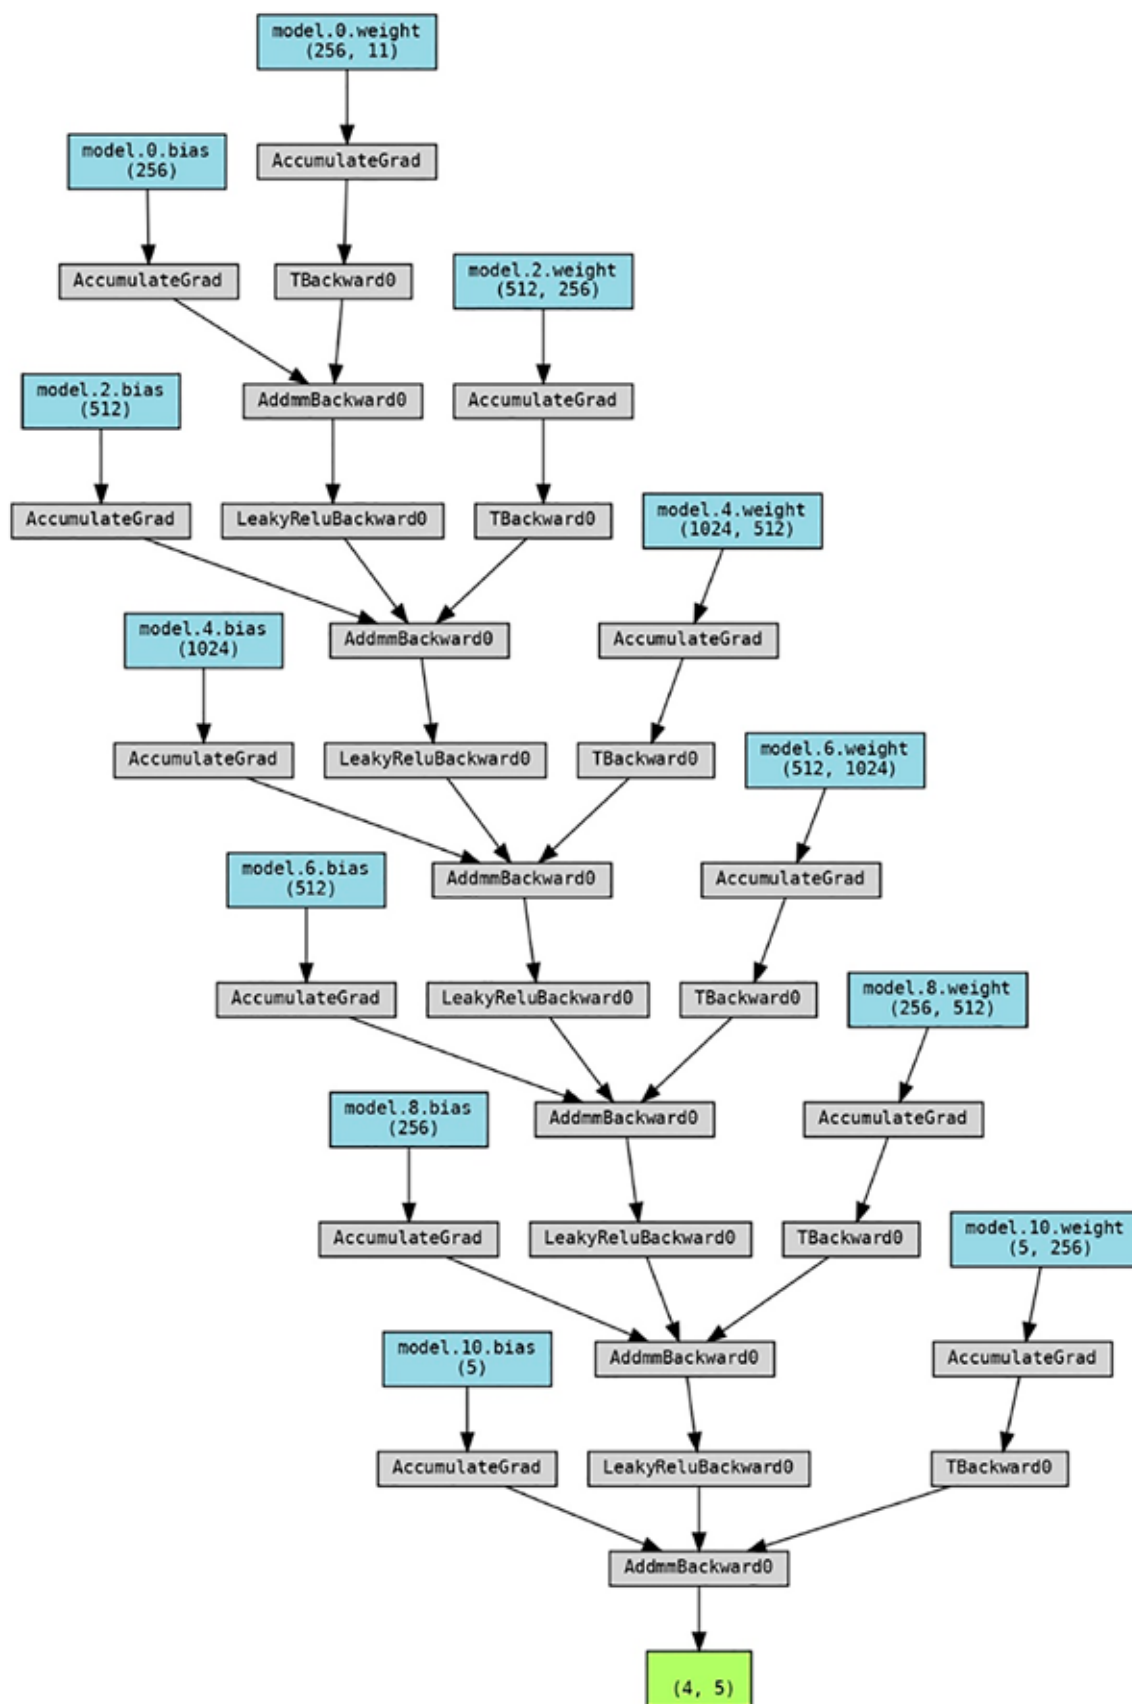 model.0.weight
(256, 11)
model.0.bias
(256)
AccumulateGrad
AccumulateGrad
TBackward0
model.2.weight
(512, 256)
model.2.bias
(512)
AddmmBackward0
AccumulateGrad
AccumulateGrad
LeakyReluBackward0
TBackward0
model.4.weight
(1024, 512)
model.4.bias
(1024)
AddmmBackward0
AccumulateGrad
AccumulateGrad
LeakyReluBackward0
TBackward0
model.6.weight
(512, 1024)
model.6.bias
(512)
AddmmBackward0
AccumulateGrad
AccumulateGrad
LeakyReluBackward0
TBackward0
model.8.weight
(256, 512)
model.8.bias
(256)
AddmmBackward0
AccumulateGrad
AccumulateGrad
LeakyReluBackward0
TBackward0
model.10.weight
(5, 256)
model.10.bias
(5)
AddmmBackward0
AccumulateGrad
AccumulateGrad
LeakyReluBackward0
TBackward0
AddmmBackward0
(4, 5)